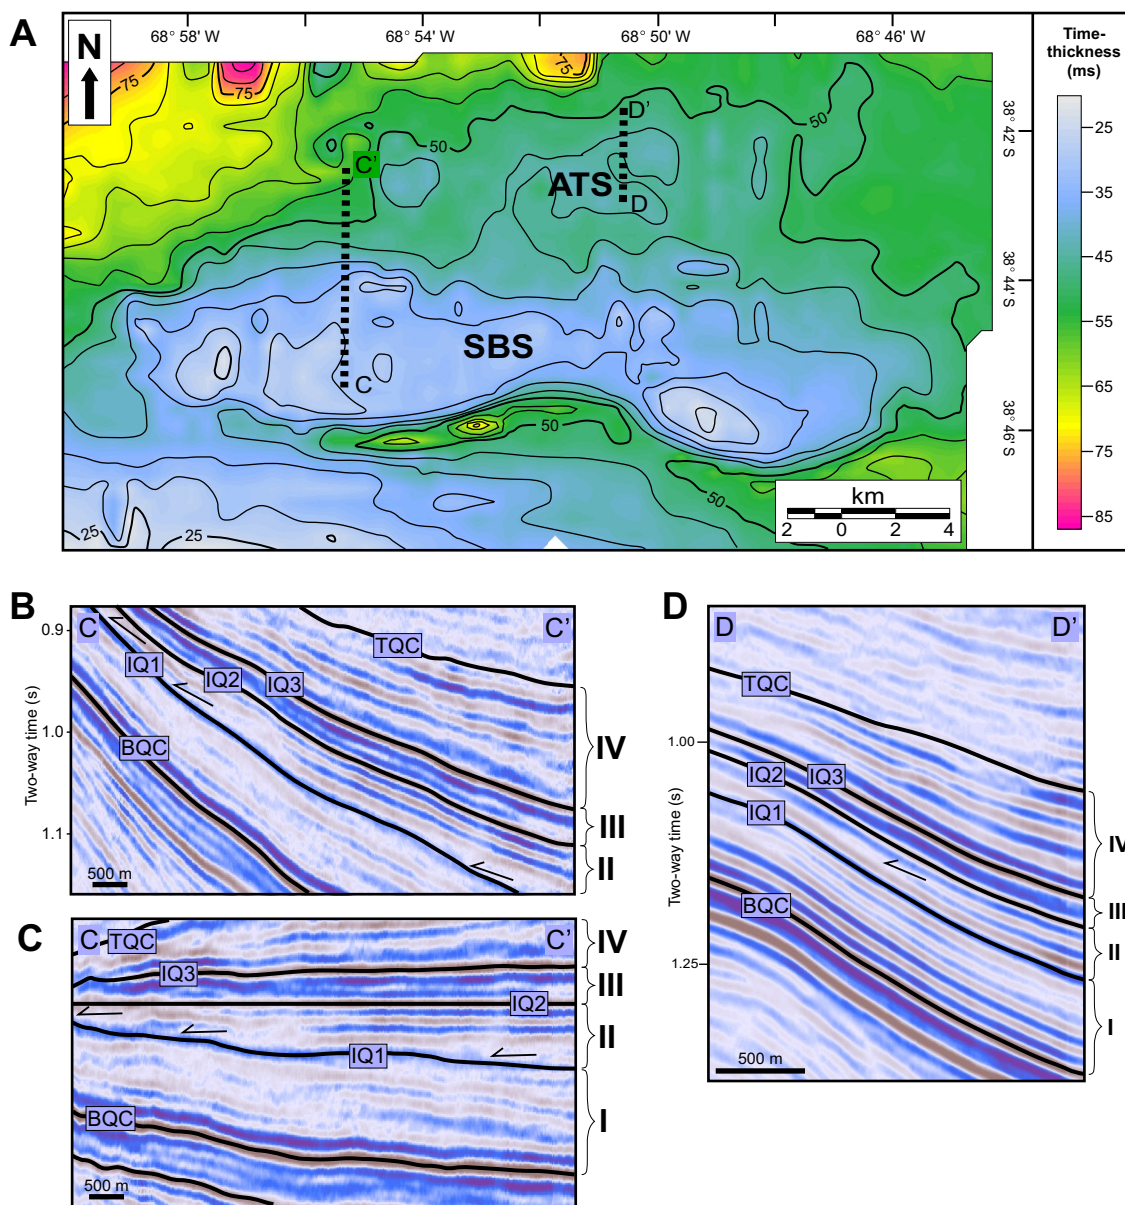 A
N
68° 58' W
68° 54' W
68° 50' W
68° 46' W
Time-
thickness
(ms)
25
35
45
55
65
75
85
38° 42' S
38° 44' S
38° 46' S
75
75
75
50
50
50
50
25
25
C'
C
D'
D
ATS
SBS
km
2 0 2 4
B
C
C'
TQC
IQ1
IQ2
IQ3
BQC
0.9
1.0
1.1
Two-way time (s)
500 m
IV
III
II
C
C
C'
TQC
IQ3
IQ2
IQ1
BQC
500 m
IV
III
II
I
D
D
D'
TQC
IQ3
IQ2
IQ1
BQC
1.00
1.25
Two-way time (s)
500 m
IV
III
II
I